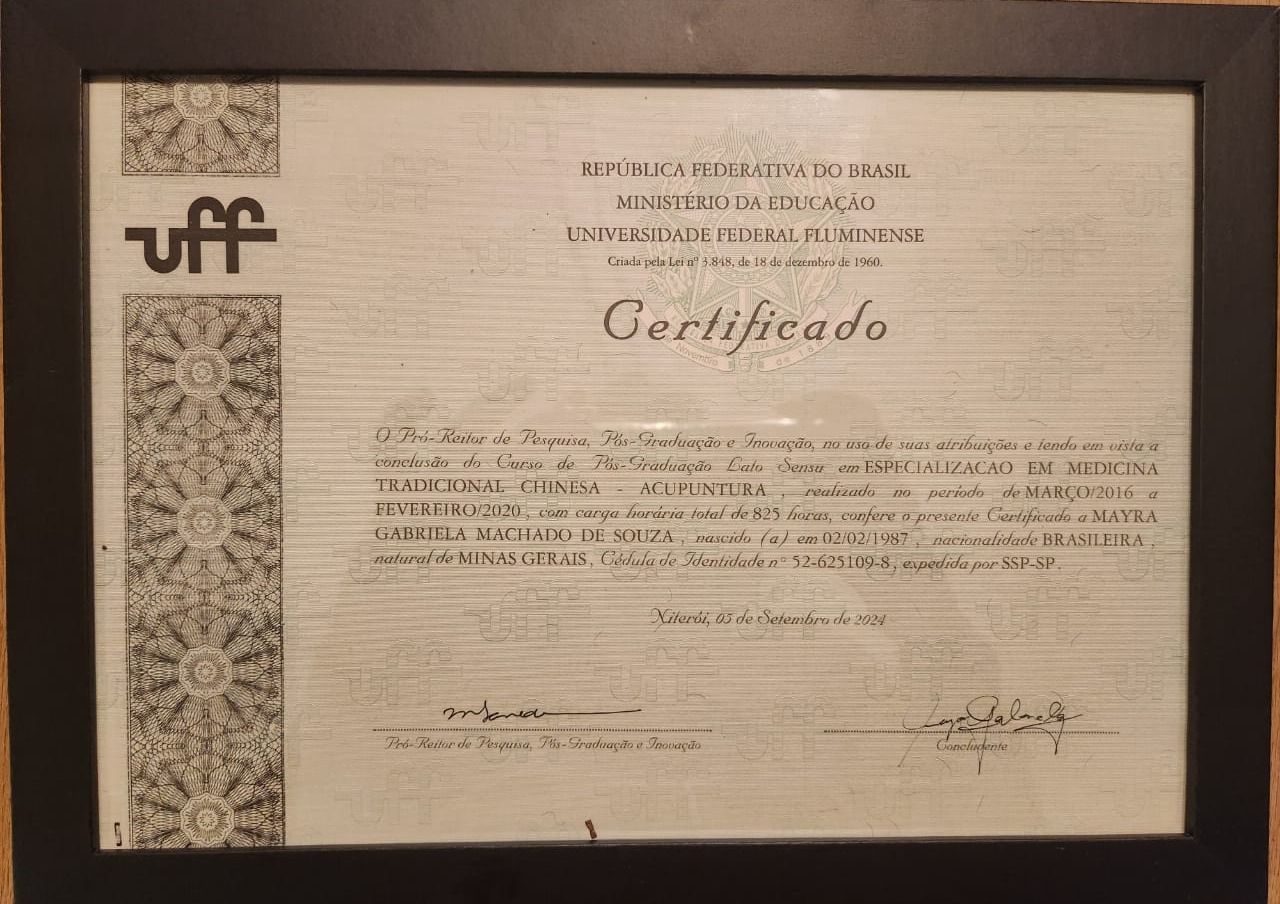 uff
REPÚBLICA FEDERATIVA DO BRASIL
MINISTÉRIO DA EDUCAÇÃO
UNIVERSIDADE FEDERAL FLUMINENSE
Criada pela Lei nº 3.848, de 18 de dezembro de 1960.
Certificado
O Pró-Reitor de Pesquisa, Pós-Graduação e Inovação, no uso de suas atribuições e tendo em vista a
conclusão do Curso de Pós-Graduação Lato Sensu em ESPECIALIZACAO EM MEDICINA
TRADICIONAL CHINESA - ACUPUNTURA , realizado no período de MARÇO/2016 a
FEVEREIRO/2020 , com carga horária total de 825 horas, confere o presente Certificado a MAYRA
GABRIELA MACHADO DE SOUZA , nascido (a) em 02/02/1987 , nacionalidade BRASILEIRA ,
natural de MINAS GERAIS , Cédula de Identidade nº 52-625109-8 , expedida por SSP-SP .
Niterói, 05 de Setembro de 2024
Pró-Reitor de Pesquisa, Pós-Graduação e Inovação
Concludente